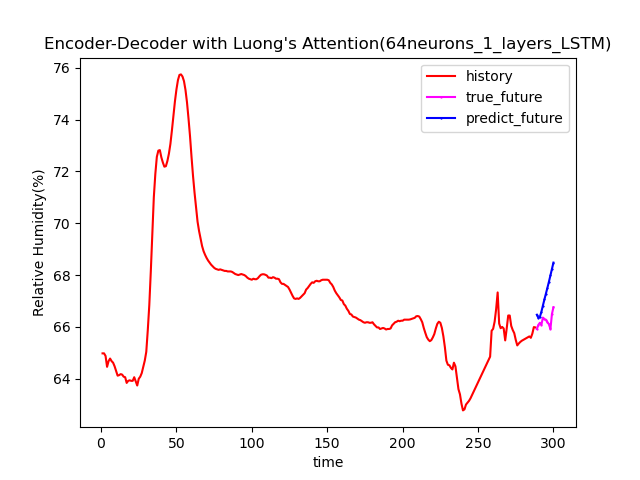 Encoder-Decoder with Luong's Attention(64neurons_1_layers_LSTM)
history
true_future
predict_future
Relative Humidity(%)
76
74
72
70
68
66
64
0 50 100 150 200 250 300
time